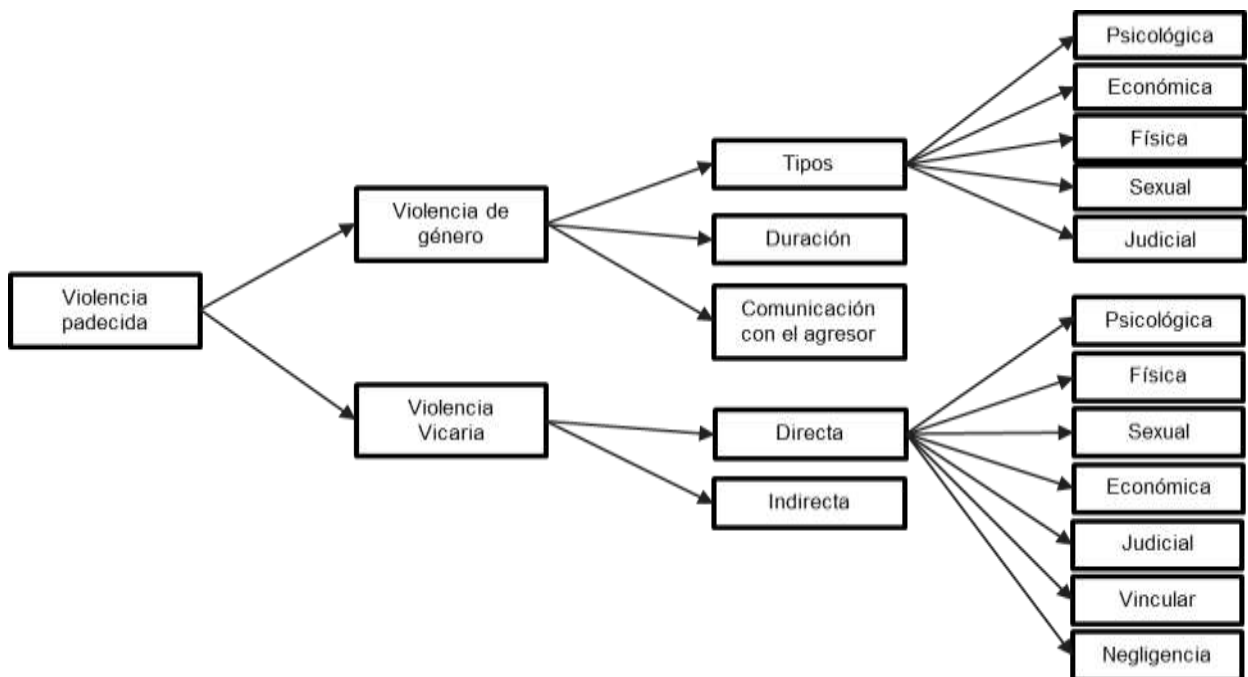 Violencia
padecida
Violencia de
género
Tipos
Psicológica
Económica
Física
Sexual
Judicial
Duración
Comunicación
con el agresor
Violencia
Vicaria
Directa
Psicológica
Física
Sexual
Económica
Judicial
Vincular
Negligencia
Indirecta